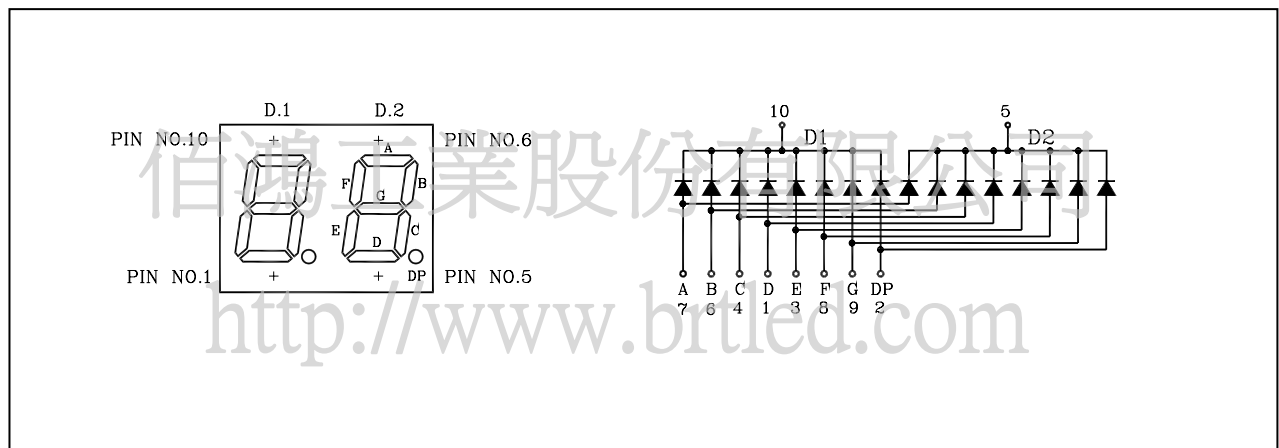 D.1 D.2
PIN NO.10 PIN NO.6
A
F B
G
E C
D
PIN NO.1 DP PIN NO.5
10 5
D1 D2
A B C D E F G DP
7 6 4 1 3 8 9 2
佰鴻工業股份有限公司
http://www.brtled.com